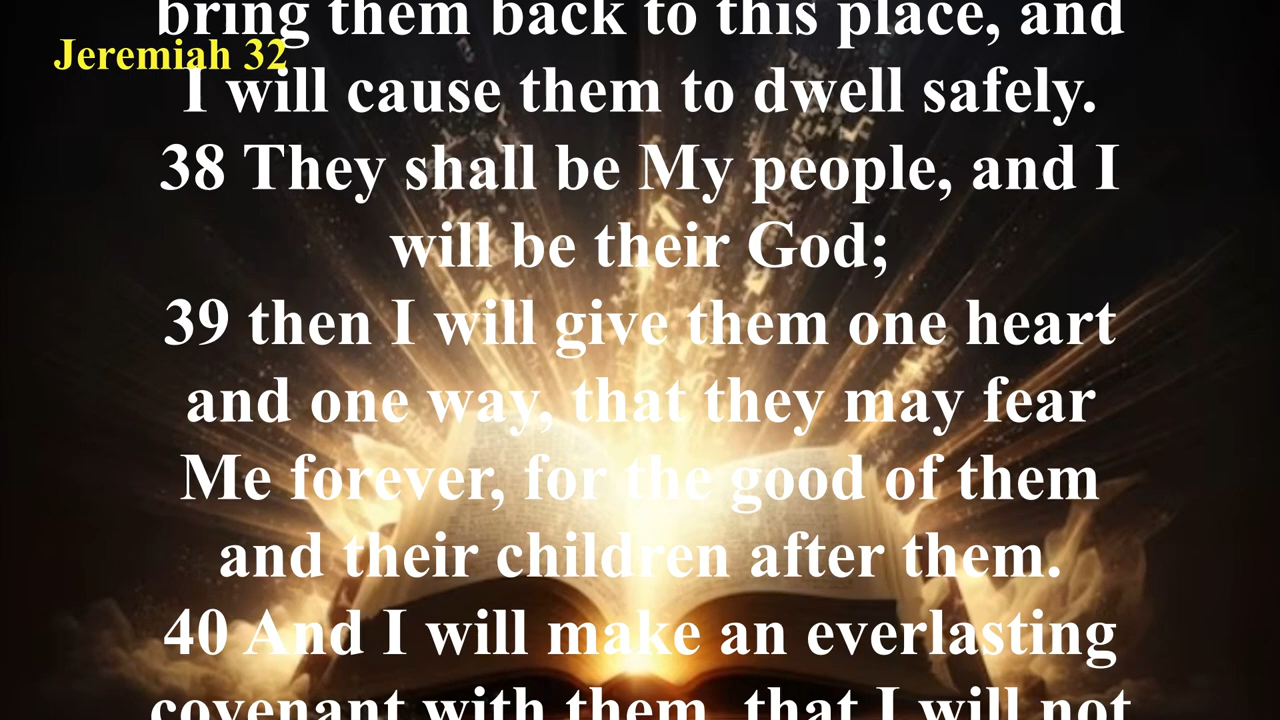 bring them back to this place, and
Jeremiah 32
I will cause them to dwell safely.
38 They shall be My people, and I
will be their God;
39 then I will give them one heart
and one way, that they may fear
Me forever, for the good of them
and their children after them.
40 And I will make an everlasting
covenant with them, that I will not